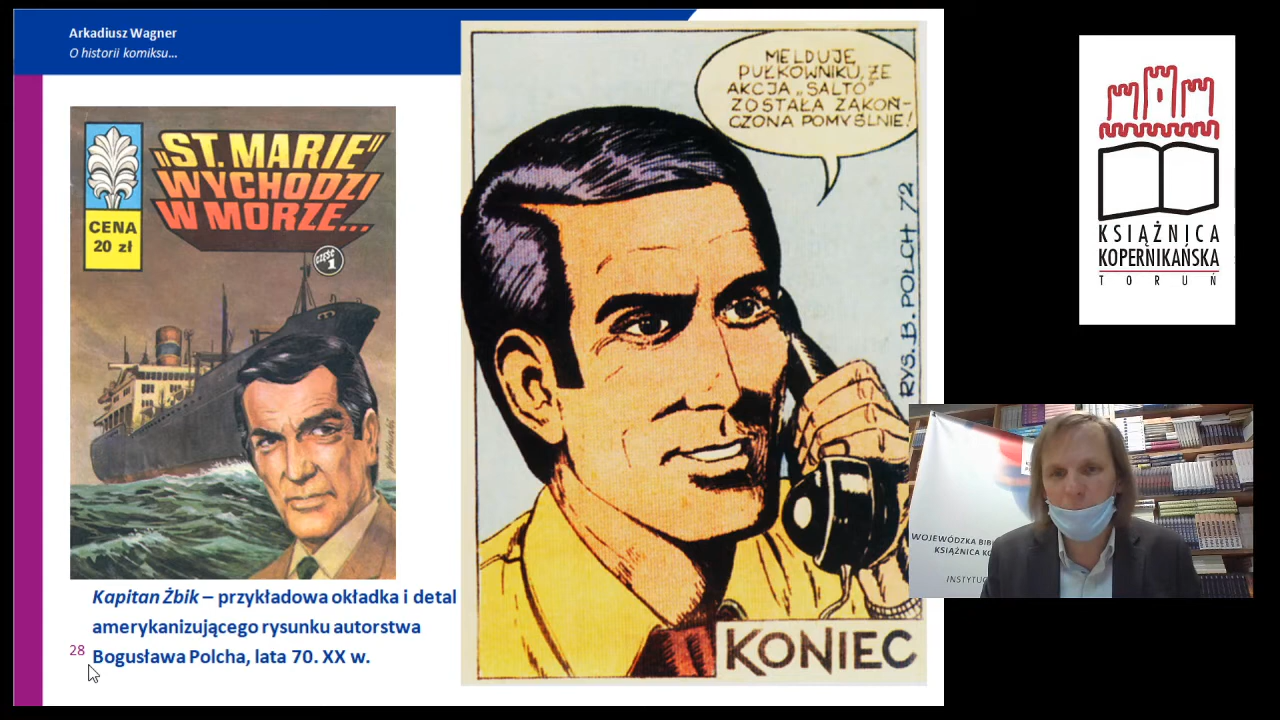 Arkadiusz Wagner
O historii komiksu...
„ST. MARIE”
WYCHODZI
W MORZE...
CZĘŚĆ
1
CENA
20 zł
MELDUJĘ
PUŁKOWNIKU, ŻE
AKCJA „SALTO”
ZOSTAŁA ZAKOŃ-
CZONA POMYŚLNIE!
RYS. B. POLCH 72
KONIEC
Kapitan Żbik – przykładowa okładka i detal
amerykanizującego rysunku autorstwa
Bogusława Polcha, lata 70. XX w.
28
KSIĄŻNICA
KOPERNIKAŃSKA
TORUŃ
WOJEWÓDZKA BIB
KSIĄŻNICA KO
INSTYTUC